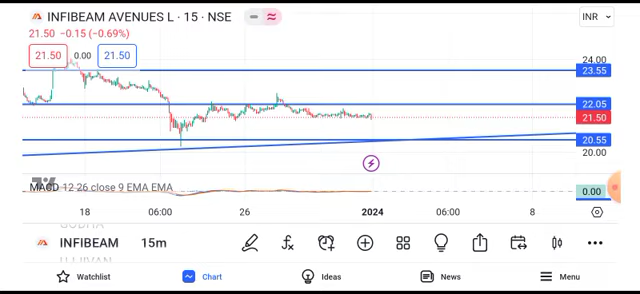 INFIBEAM AVENUES L · 15 · NSE
INR
21.50 −0.15 (−0.69%)
21.50 0.00 21.50
24.00
23.55
22.05
21.50
20.55
20.00
MACD 12 26 close 9 EMA EMA
0.00
18 06:00 26 2024 06:00 8
INFIBEAM 15m
Watchlist Chart Ideas News Menu